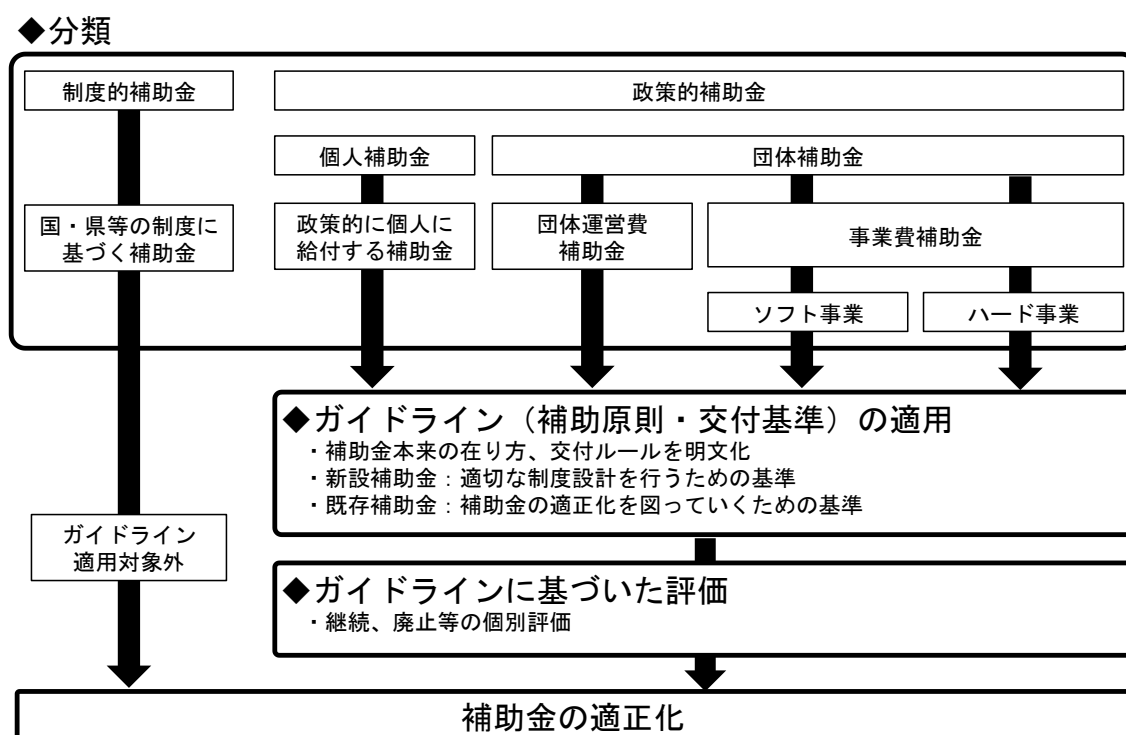 ◆分類
制度的補助金
政策的補助金
個人補助金
団体補助金
国・県等の制度に
基づく補助金
政策的に個人に
給付する補助金
団体運営費
補助金
事業費補助金
ソフト事業
ハード事業
◆ガイドライン（補助原則・交付基準）の適用
・補助金本来の在り方、交付ルールを明文化
・新設補助金：適切な制度設計を行うための基準
・既存補助金：補助金の適正化を図っていくための基準
ガイドライン
適用対象外
◆ガイドラインに基づいた評価
・継続、廃止等の個別評価
補助金の適正化